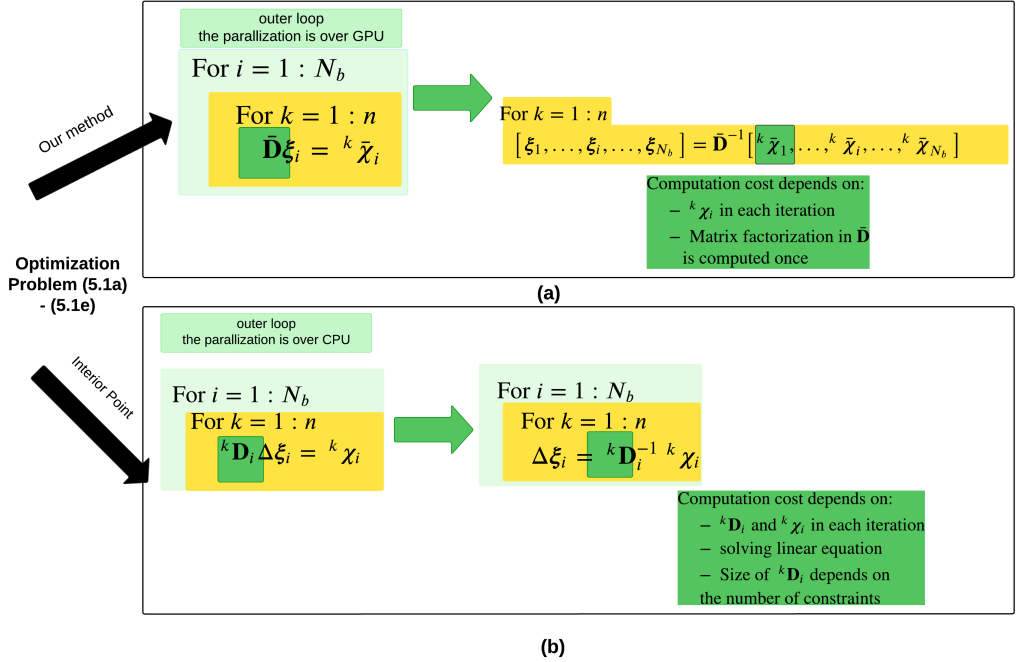 outer loop
the parallization is over GPU
For i = 1 : N_b
For k = 1 : n
D̄ξ_i = ᵏ χ̄_i
For k = 1 : n
[ξ_1, . . . , ξ_i, . . . , ξ_{N_b}] = D̄⁻¹[ᵏ χ̄_1, . . . ,ᵏ χ̄_i, . . . ,ᵏ χ̄_{N_b}]
Computation cost depends on:
– ᵏ χ_i in each iteration
– Matrix factorization in D̄
is computed once
(a)
Our method
Optimization
Problem (5.1a)
- (5.1e)
Interior Point
outer loop
the parallization is over CPU
For i = 1 : N_b
For k = 1 : n
ᵏD_i Δξ_i = ᵏ χ_i
For i = 1 : N_b
For k = 1 : n
Δξ_i = ᵏD_i⁻¹ ᵏ χ_i
Computation cost depends on:
– ᵏD_i and ᵏ χ_i in each iteration
– solving linear equation
– Size of ᵏD_i depends on
the number of constraints
(b)